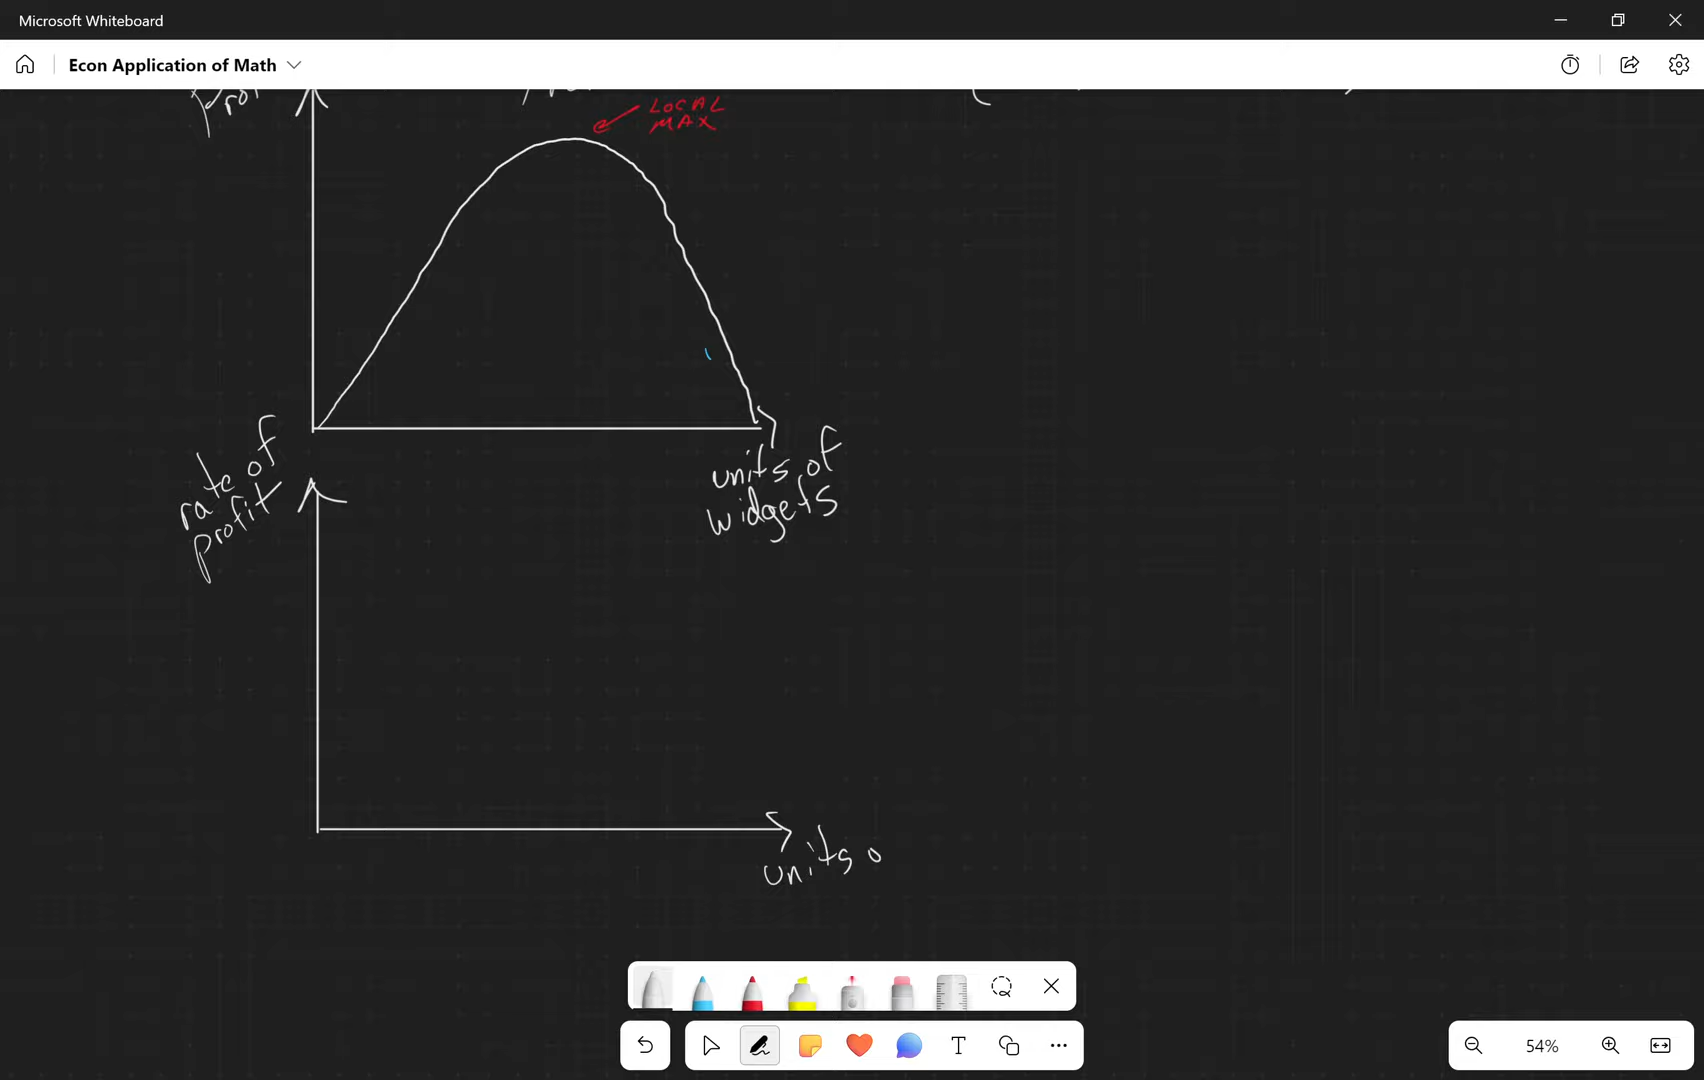 Microsoft Whiteboard
Econ Application of Math
LOCAL
MAX
rate of
profit
units of
widgets
units o
54%